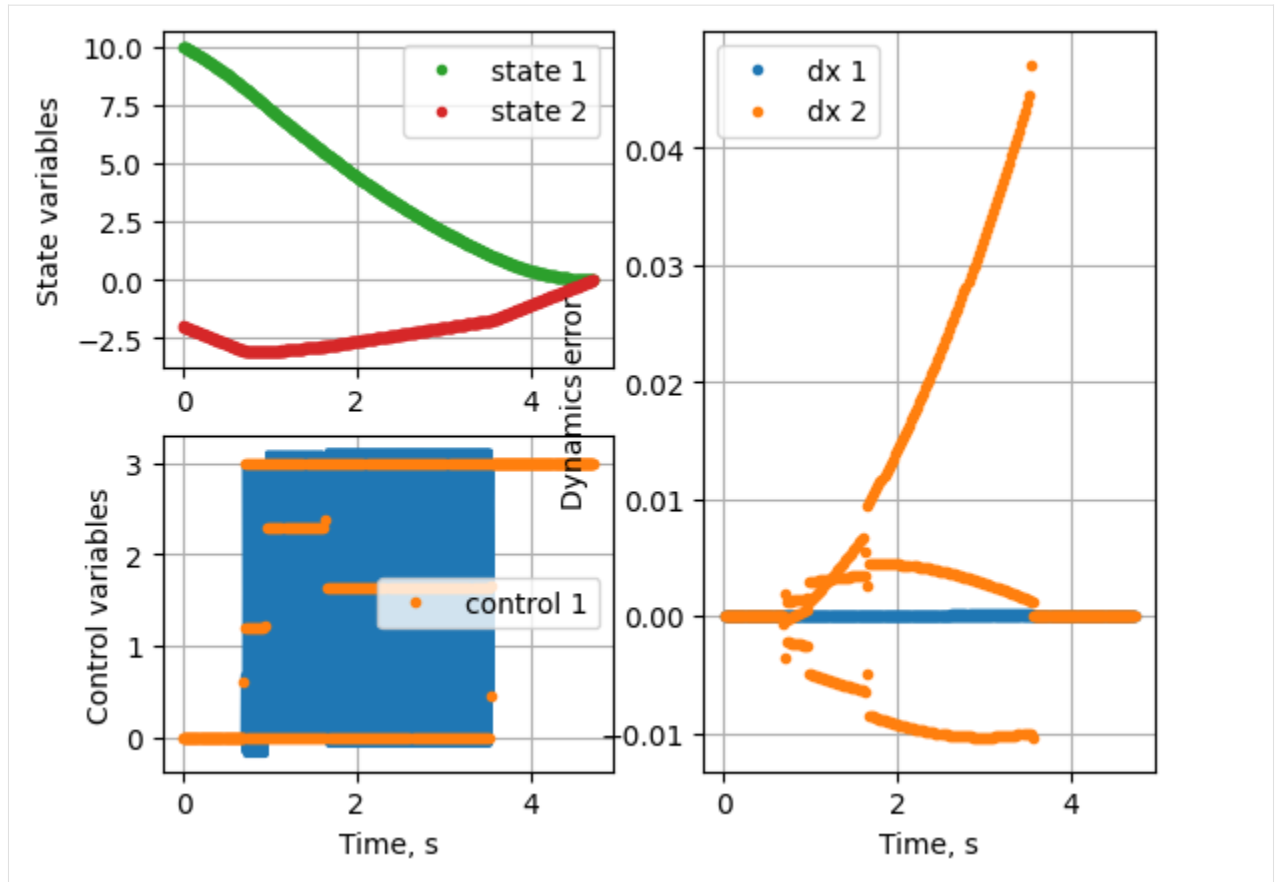 State variables
10.0
7.5
5.0
2.5
0.0
−2.5
state 1
state 2
0
2
4
Control variables
3
2
1
0
control 1
0
2
4
Time, s
Dynamics error
0.04
0.03
0.02
0.01
0.00
−0.01
dx 1
dx 2
0
2
4
Time, s